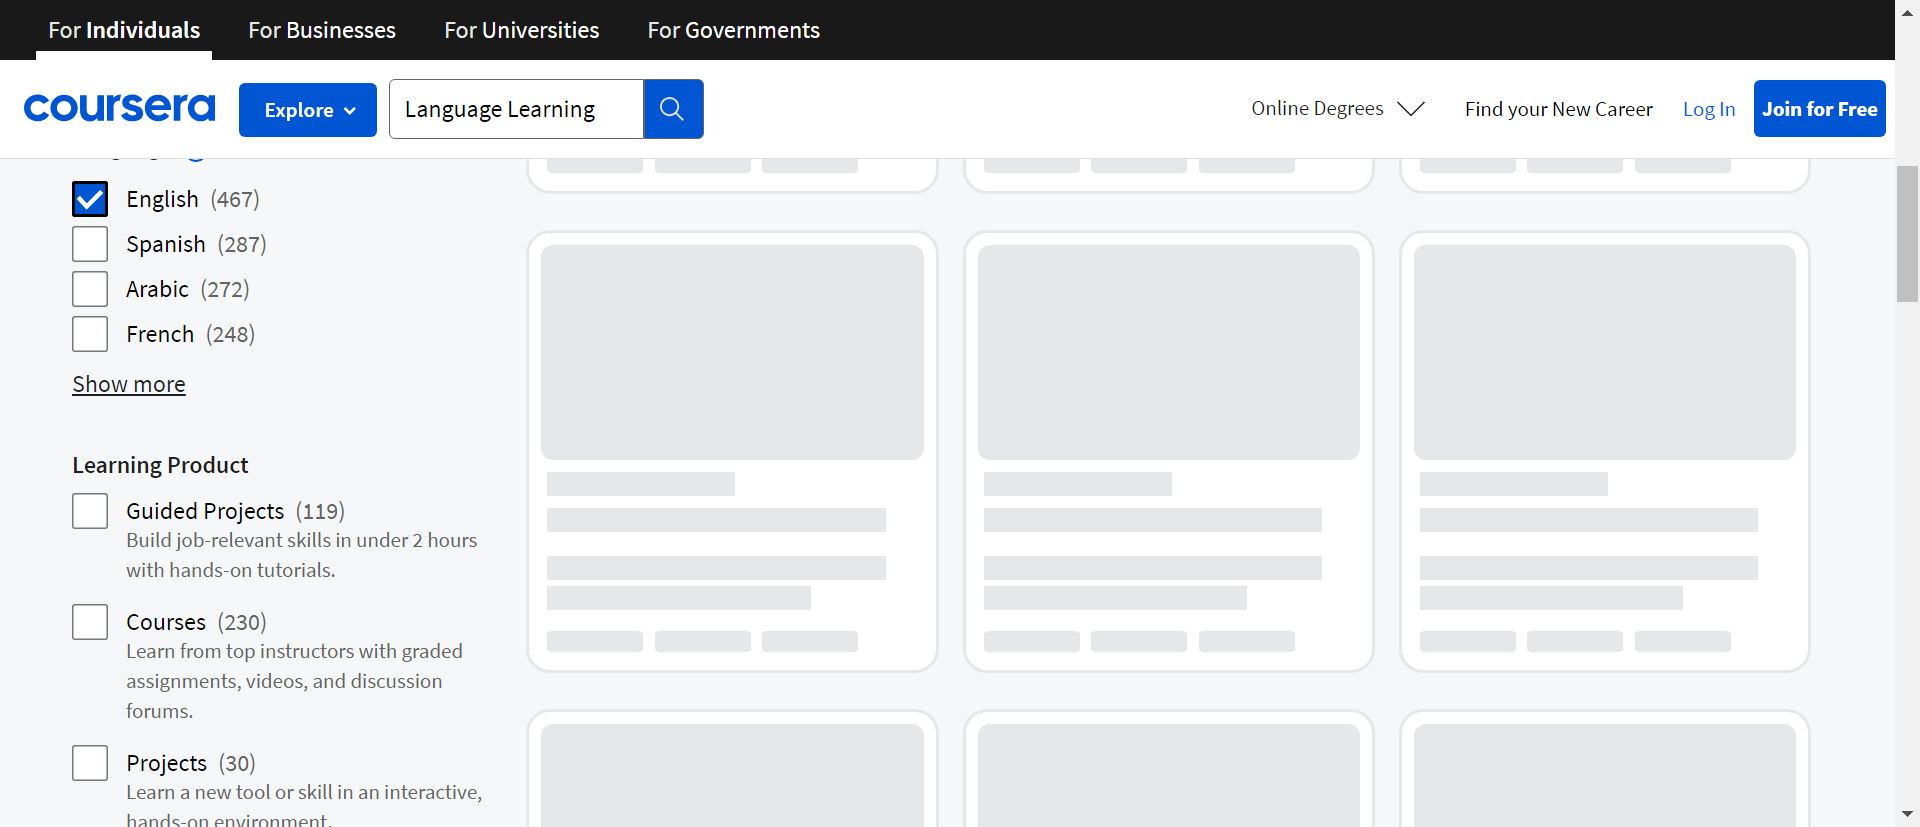 For Individuals For Businesses For Universities For Governments
coursera Explore Language Learning Online Degrees Find your New Career Log In Join for Free
English (467)
Spanish (287)
Arabic (272)
French (248)
Show more
Learning Product
Guided Projects (119)
Build job-relevant skills in under 2 hours
with hands-on tutorials.
Courses (230)
Learn from top instructors with graded
assignments, videos, and discussion
forums.
Projects (30)
Learn a new tool or skill in an interactive,
hands-on environment.